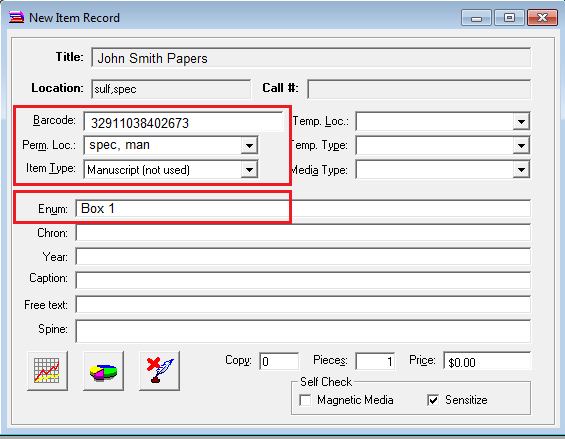 New Item Record
Title: John Smith Papers
Location: sulf,spec Call #:
Barcode: 32911038402673 Temp. Loc.:
Perm. Loc.: spec, man Temp. Type:
Item Type: Manuscript (not used) Media Type:
Enum: Box 1
Chron:
Year:
Caption:
Free text:
Spine:
Copy: 0 Pieces: 1 Price: $0.00
Self Check
Magnetic Media Sensitize